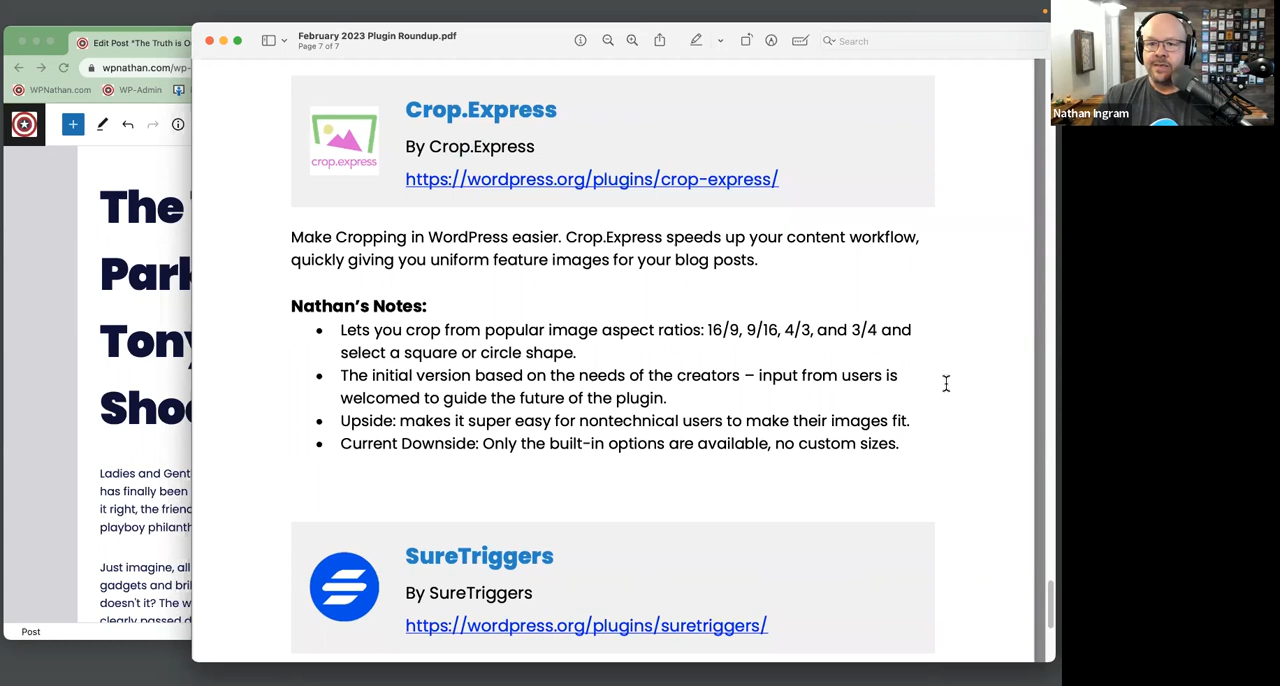 Edit Post "The Truth is O
wpnathan.com/wp-
WPNathan.com
WP-Admin
The
Park
Tony
Shoe
Ladies and Gent
has finally been
it right, the friend
playboy philanth
Just imagine, all
gadgets and bril
doesn't it? The w
clearly passed d
Post
February 2023 Plugin Roundup.pdf
Page 7 of 7
Search
crop.express
Crop.Express
By Crop.Express
https://wordpress.org/plugins/crop-express/
Make Cropping in WordPress easier. Crop.Express speeds up your content workflow,
quickly giving you uniform feature images for your blog posts.
Nathan's Notes:
• Lets you crop from popular image aspect ratios: 16/9, 9/16, 4/3, and 3/4 and
select a square or circle shape.
• The initial version based on the needs of the creators – input from users is
welcomed to guide the future of the plugin.
• Upside: makes it super easy for nontechnical users to make their images fit.
• Current Downside: Only the built-in options are available, no custom sizes.
SureTriggers
By SureTriggers
https://wordpress.org/plugins/suretriggers/
Nathan Ingram